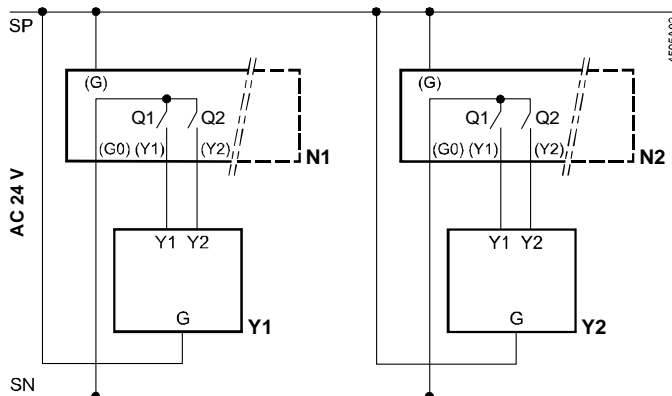 SP
AC 24 V
SN
(G)
Q1
Q2
(G0) (Y1)
(Y2)
N1
Y1 Y2
G
Y1
(G)
Q1
Q2
(G0) (Y1)
(Y2)
N2
Y1 Y2
G
Y2